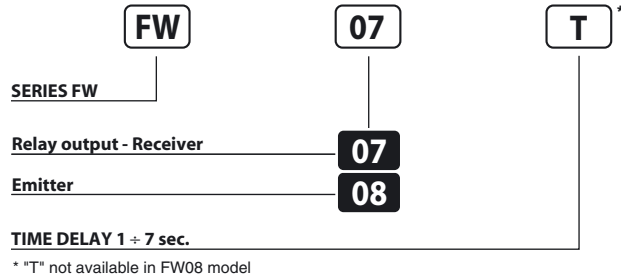 FW 07 T *
SERIES FW
Relay output - Receiver 07
Emitter 08
TIME DELAY 1 ÷ 7 sec.
* "T" not available in FW08 model